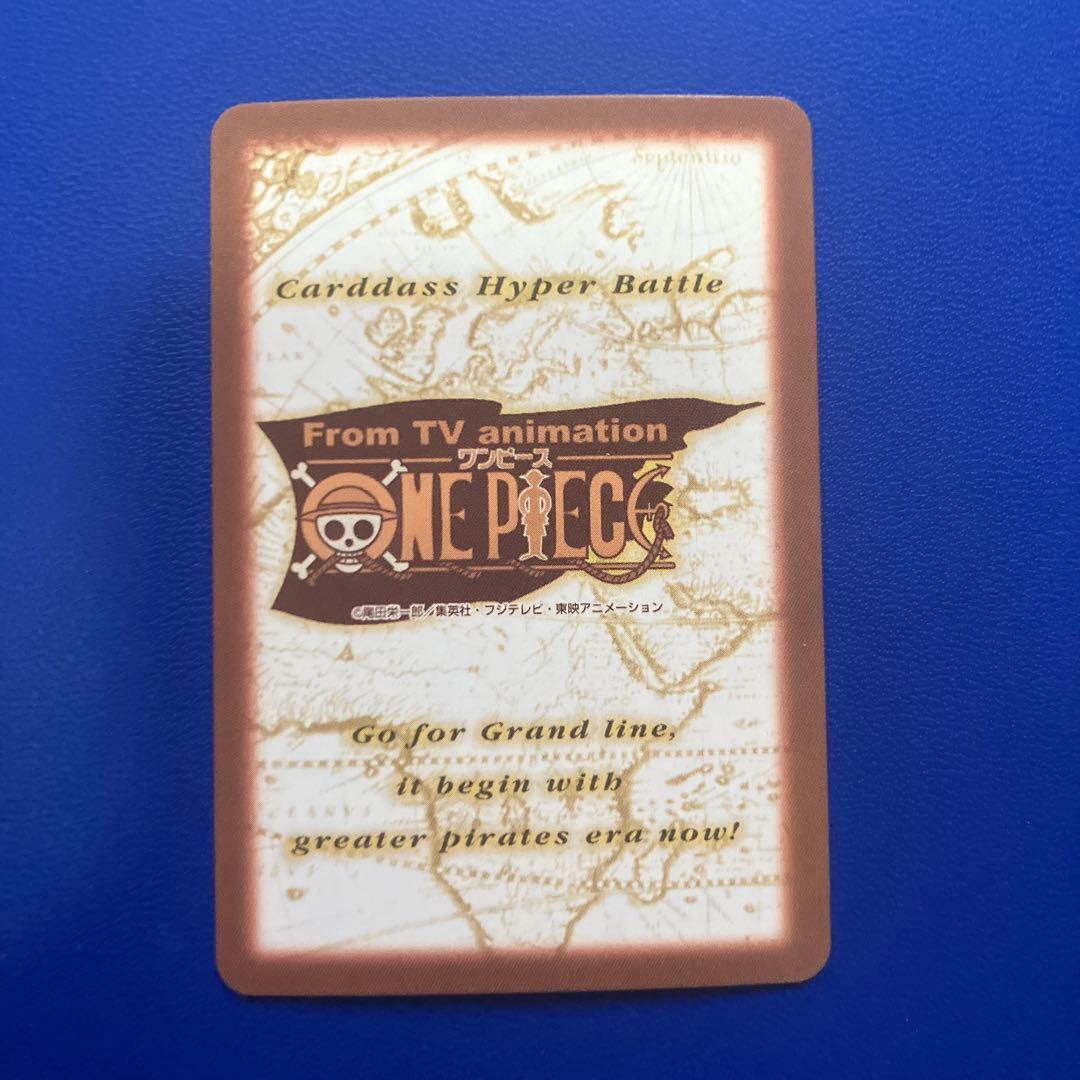 Septentrio
Carddass Hyper Battle
From TV animation
ワンピース
ONE PIECE
©尾田栄一郎/集英社・フジテレビ・東映アニメーション
Go for Grand line,
it begin with
greater pirates era now!